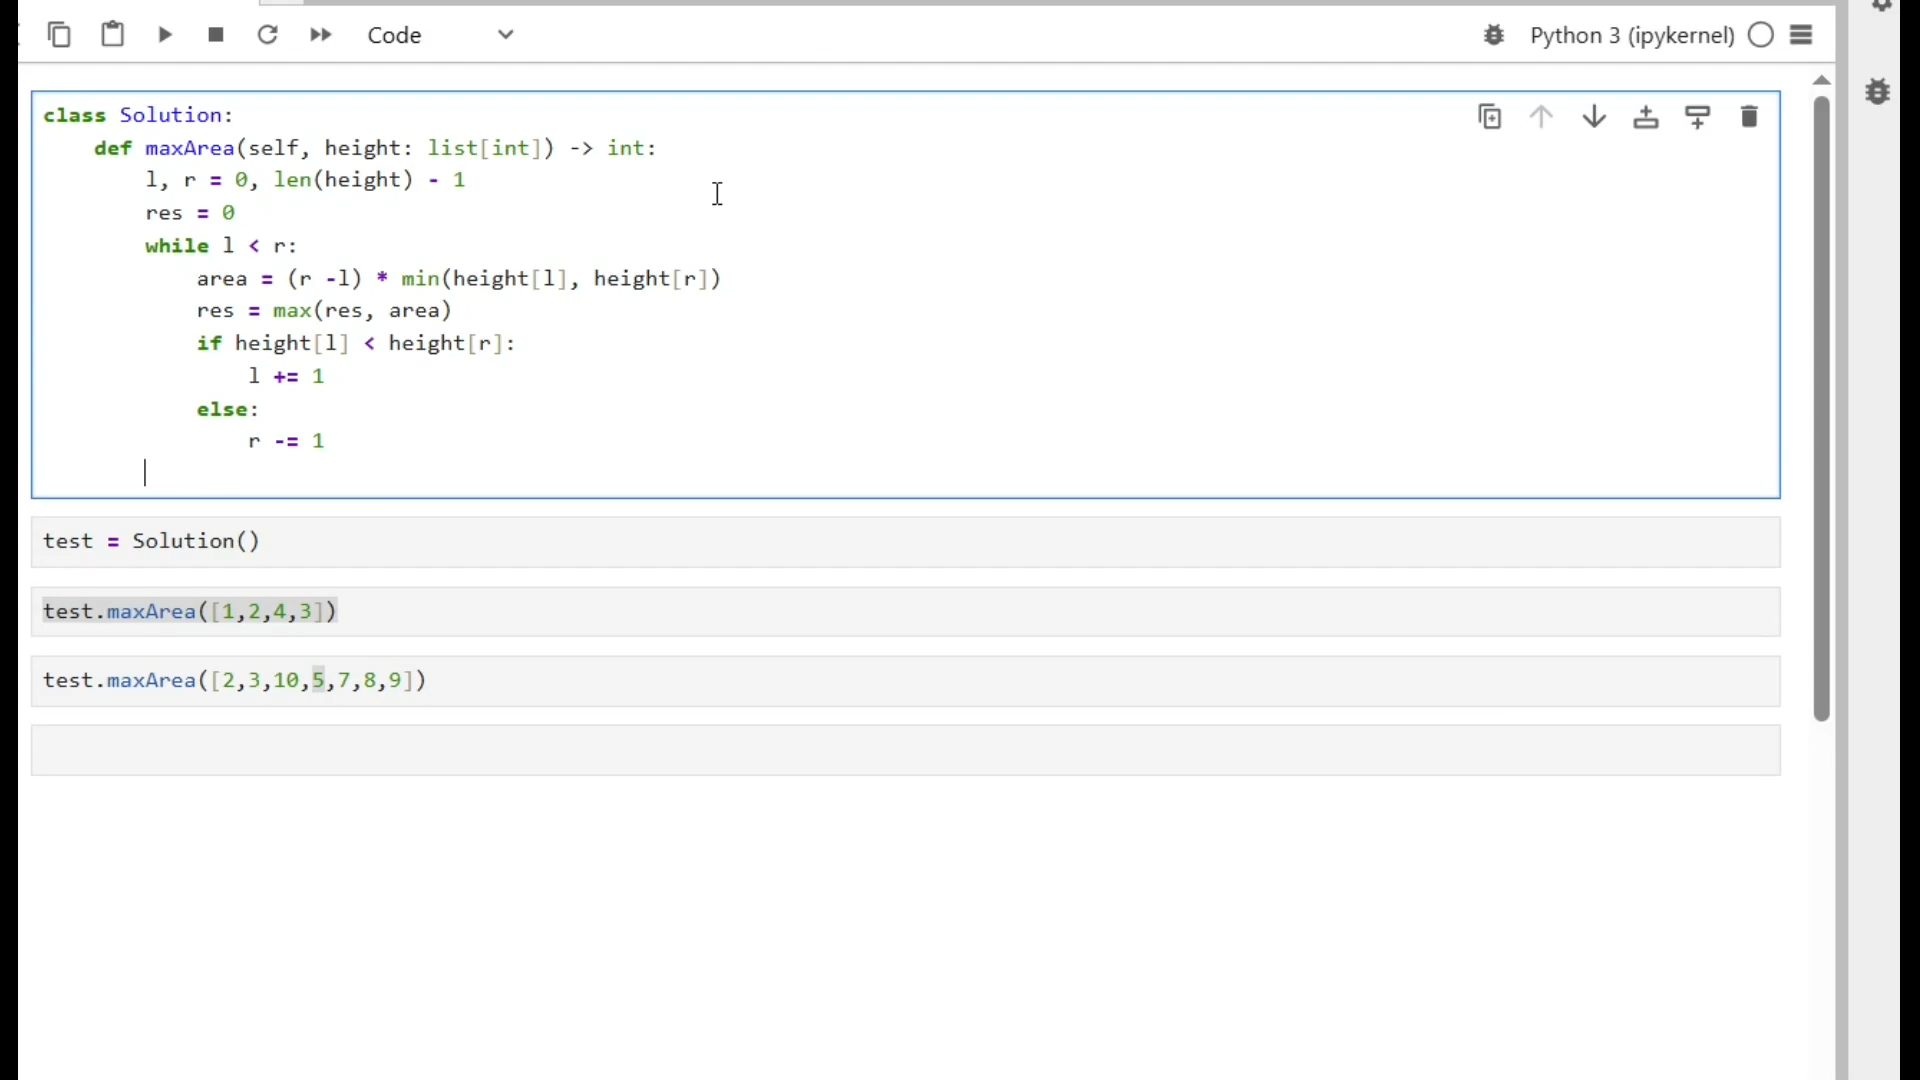 Code
Python 3 (ipykernel)
class Solution:
    def maxArea(self, height: list[int]) -> int:
        l, r = 0, len(height) - 1
        res = 0
        while l < r:
            area = (r -l) * min(height[l], height[r])
            res = max(res, area)
            if height[l] < height[r]:
                l += 1
            else:
                r -= 1
test = Solution()
test.maxArea([1,2,4,3])
test.maxArea([2,3,10,5,7,8,9])